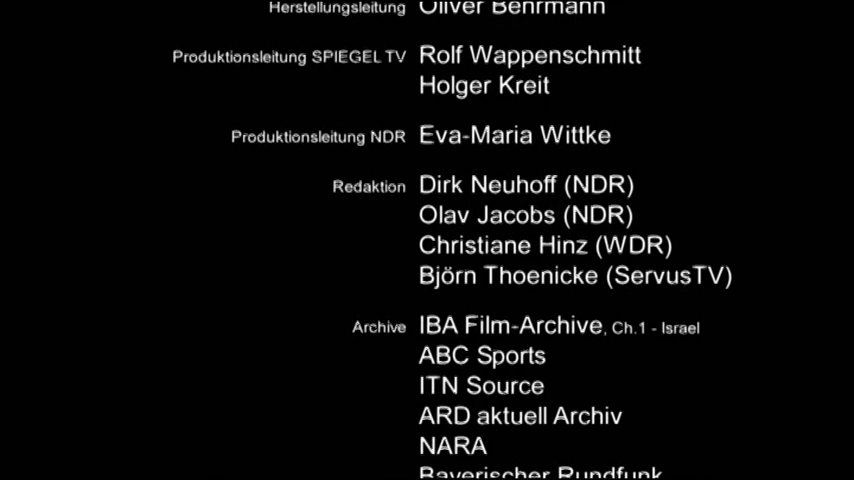 Herstellungsleitung Oliver Behrmann
Produktionsleitung SPIEGEL TV Rolf Wappenschmitt
Holger Kreit
Produktionsleitung NDR Eva-Maria Wittke
Redaktion Dirk Neuhoff (NDR)
Olav Jacobs (NDR)
Christiane Hinz (WDR)
Björn Thoenicke (ServusTV)
Archive IBA Film-Archive, Ch.1 - Israel
ABC Sports
ITN Source
ARD aktuell Archiv
NARA
Bayerischer Rundfunk